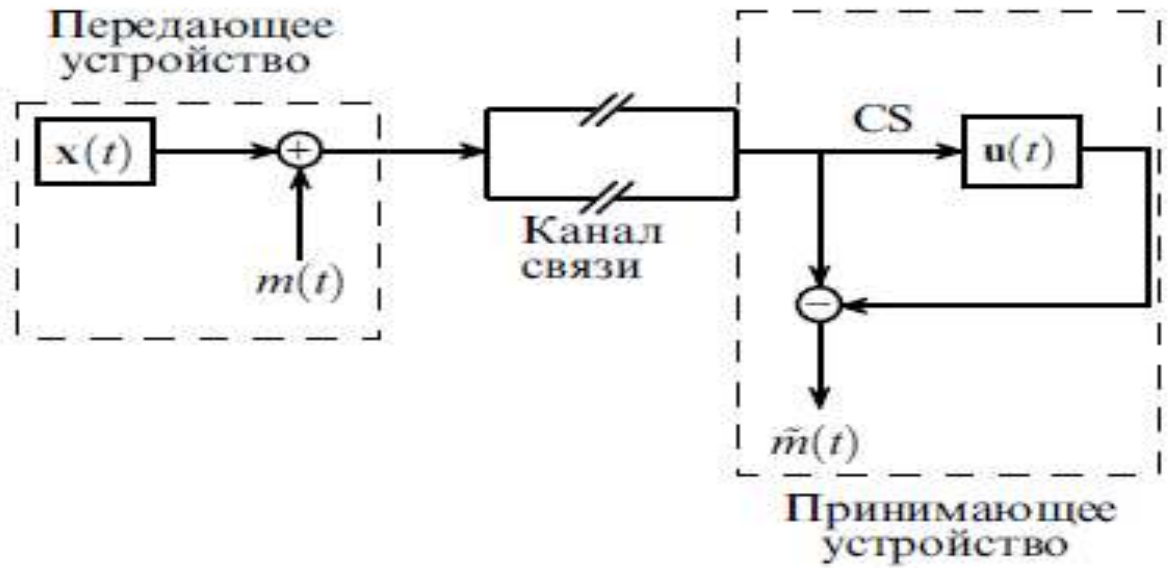 Передающее
устройство
x(t)
+
m(t)
Канал
связи
CS
u(t)
−
m̃(t)
Принимающее
устройство